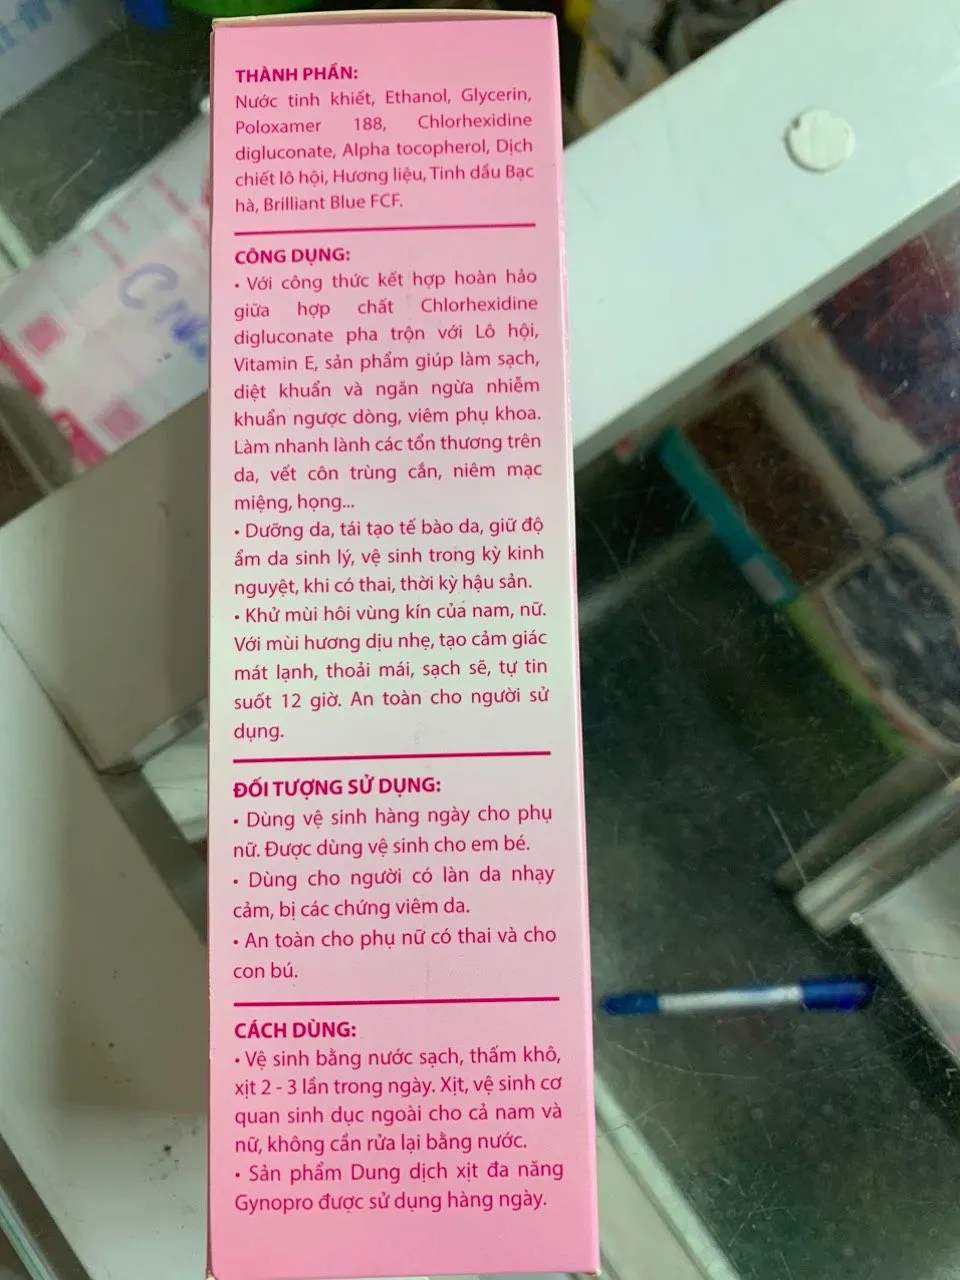 THÀNH PHẦN:
Nước tinh khiết, Ethanol, Glycerin,
Poloxamer 188, Chlorhexidine
digluconate, Alpha tocopherol, Dịch
chiết lô hội, Hương liệu, Tinh dầu Bạc
hà, Brilliant Blue FCF.
CÔNG DỤNG:
• Với công thức kết hợp hoàn hảo
giữa hợp chất Chlorhexidine
digluconate pha trộn với Lô hội,
Vitamin E, sản phẩm giúp làm sạch,
diệt khuẩn và ngăn ngừa nhiễm
khuẩn ngược dòng, viêm phụ khoa.
Làm nhanh lành các tổn thương trên
da, vết côn trùng cắn, niêm mạc
miệng, họng...
• Dưỡng da, tái tạo tế bào da, giữ độ
ẩm da sinh lý, vệ sinh trong kỳ kinh
nguyệt, khi có thai, thời kỳ hậu sản.
• Khử mùi hôi vùng kín của nam, nữ.
Với mùi hương dịu nhẹ, tạo cảm giác
mát lạnh, thoải mái, sạch sẽ, tự tin
suốt 12 giờ. An toàn cho người sử
dụng.
ĐỐI TƯỢNG SỬ DỤNG:
• Dùng vệ sinh hàng ngày cho phụ
nữ. Được dùng vệ sinh cho em bé.
• Dùng cho người có làn da nhạy
cảm, bị các chứng viêm da.
• An toàn cho phụ nữ có thai và cho
con bú.
CÁCH DÙNG:
• Vệ sinh bằng nước sạch, thấm khô,
xịt 2 - 3 lần trong ngày. Xịt, vệ sinh cơ
quan sinh dục ngoài cho cả nam và
nữ, không cần rửa lại bằng nước.
• Sản phẩm Dung dịch xịt đa năng
Gynopro được sử dụng hàng ngày.